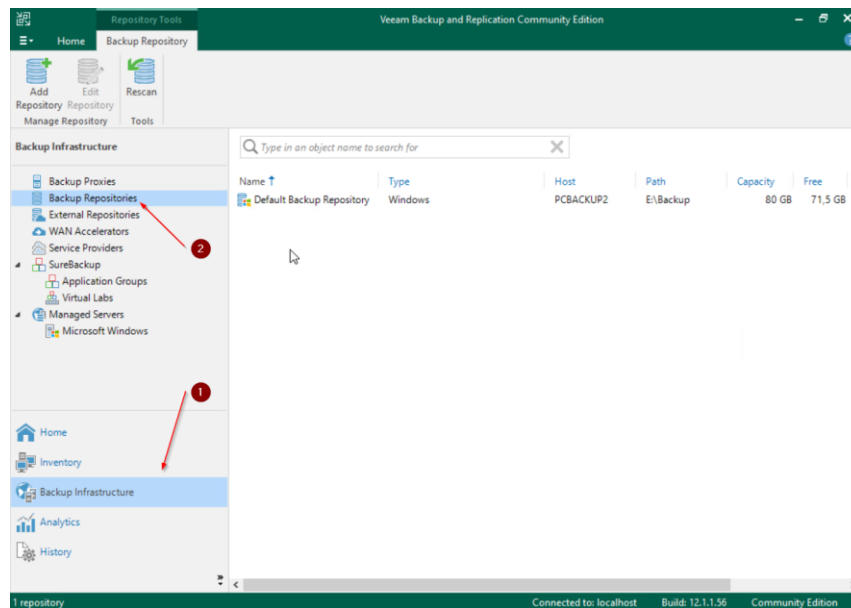 Repository Tools
Veeam Backup and Replication Community Edition
Home
Backup Repository
Add Repository
Edit Repository
Rescan
Manage Repository
Tools
Backup Infrastructure
Type in an object name to search for
Backup Proxies
Backup Repositories
External Repositories
WAN Accelerators
Service Providers
SureBackup
Application Groups
Virtual Labs
Managed Servers
Microsoft Windows
Name Type Host Path Capacity Free
Default Backup Repository Windows PCBACKUP2 E:\Backup 80 GB 71,5 GB
2
1
Home
Inventory
Backup Infrastructure
Analytics
History
1 repository
Connected to: localhost
Build: 12.1.1.56
Community Edition